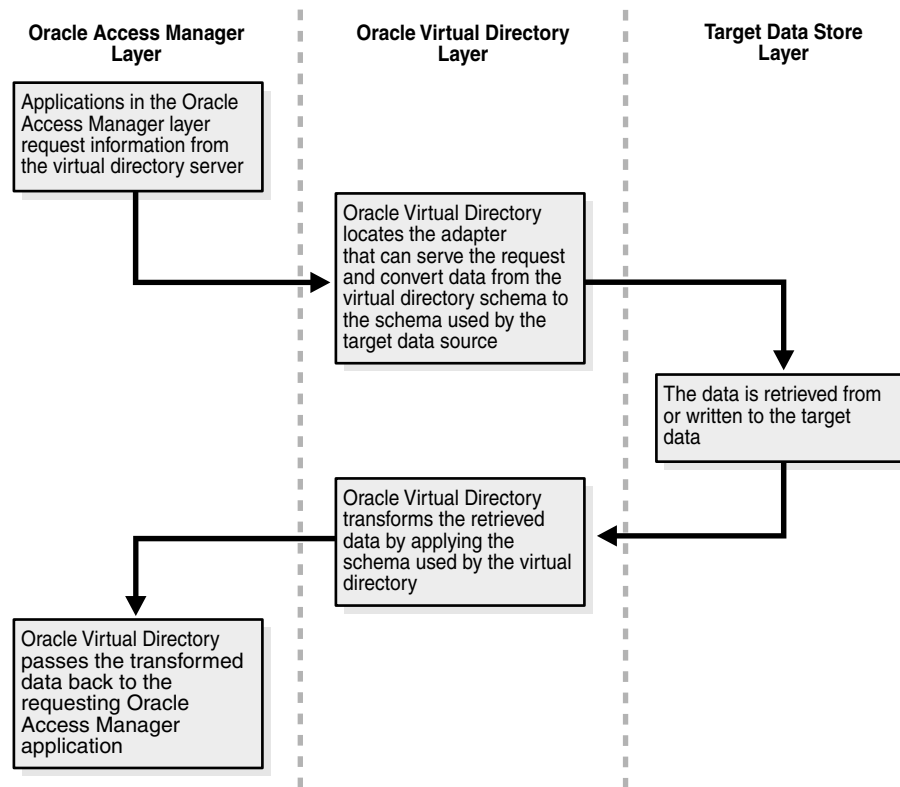 Oracle Access Manager
Layer
Oracle Virtual Directory
Layer
Target Data Store
Layer
Applications in the Oracle
Access Manager layer
request information from
the virtual directory server
Oracle Virtual Directory
locates the adapter
that can serve the request
and convert data from the
virtual directory schema to
the schema used by the
target data source
The data is retrieved from
or written to the target
data
Oracle Virtual Directory
transforms the retrieved
data by applying the
schema used by the virtual
directory
Oracle Virtual Directory
passes the transformed
data back to the
requesting Oracle
Access Manager
application